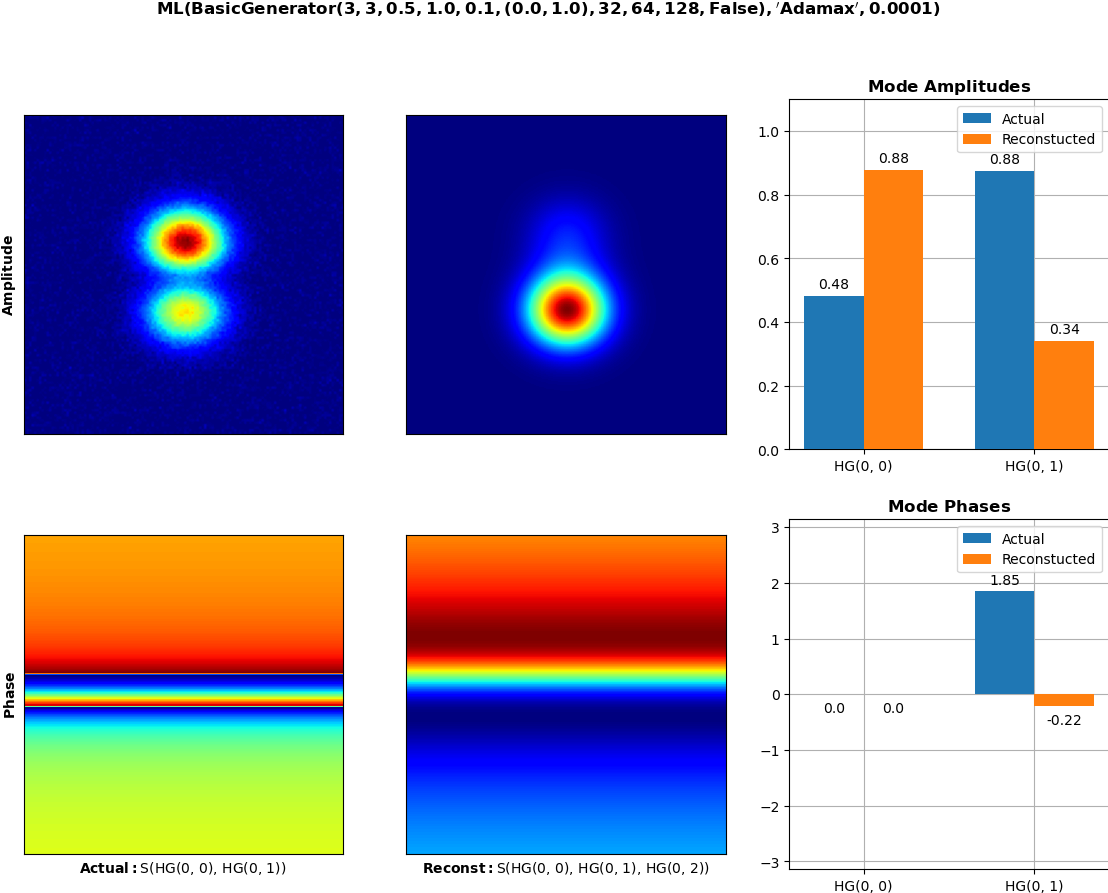 ML(BasicGenerator(3, 3, 0.5, 1.0, 0.1, (0.0, 1.0), 32, 64, 128, False), ′Adamax′, 0.0001)
Amplitude
Mode Amplitudes
Actual
Reconstucted
1.0
0.8
0.6
0.4
0.2
0.0
0.48
0.88
0.88
0.34
HG(0, 0)
HG(0, 1)
Phase
Actual: S(HG(0, 0), HG(0, 1))
Reconst: S(HG(0, 0), HG(0, 1), HG(0, 2))
Mode Phases
Actual
Reconstucted
3
2
1
0
−1
−2
−3
0.0
0.0
1.85
-0.22
HG(0, 0)
HG(0, 1)